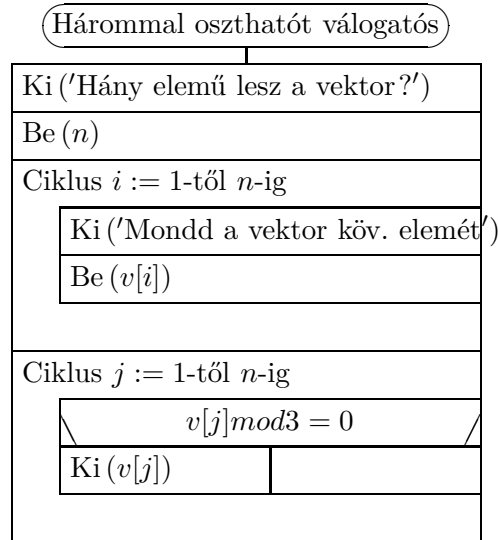 Hárommal oszthatót válogatós
Ki ('Hány elemű lesz a vektor?')
Be (n)
Ciklus i := 1-től n-ig
Ki ('Mondd a vektor köv. elemét')
Be (v[i])
Ciklus j := 1-től n-ig
v[j]mod3 = 0
Ki (v[j])